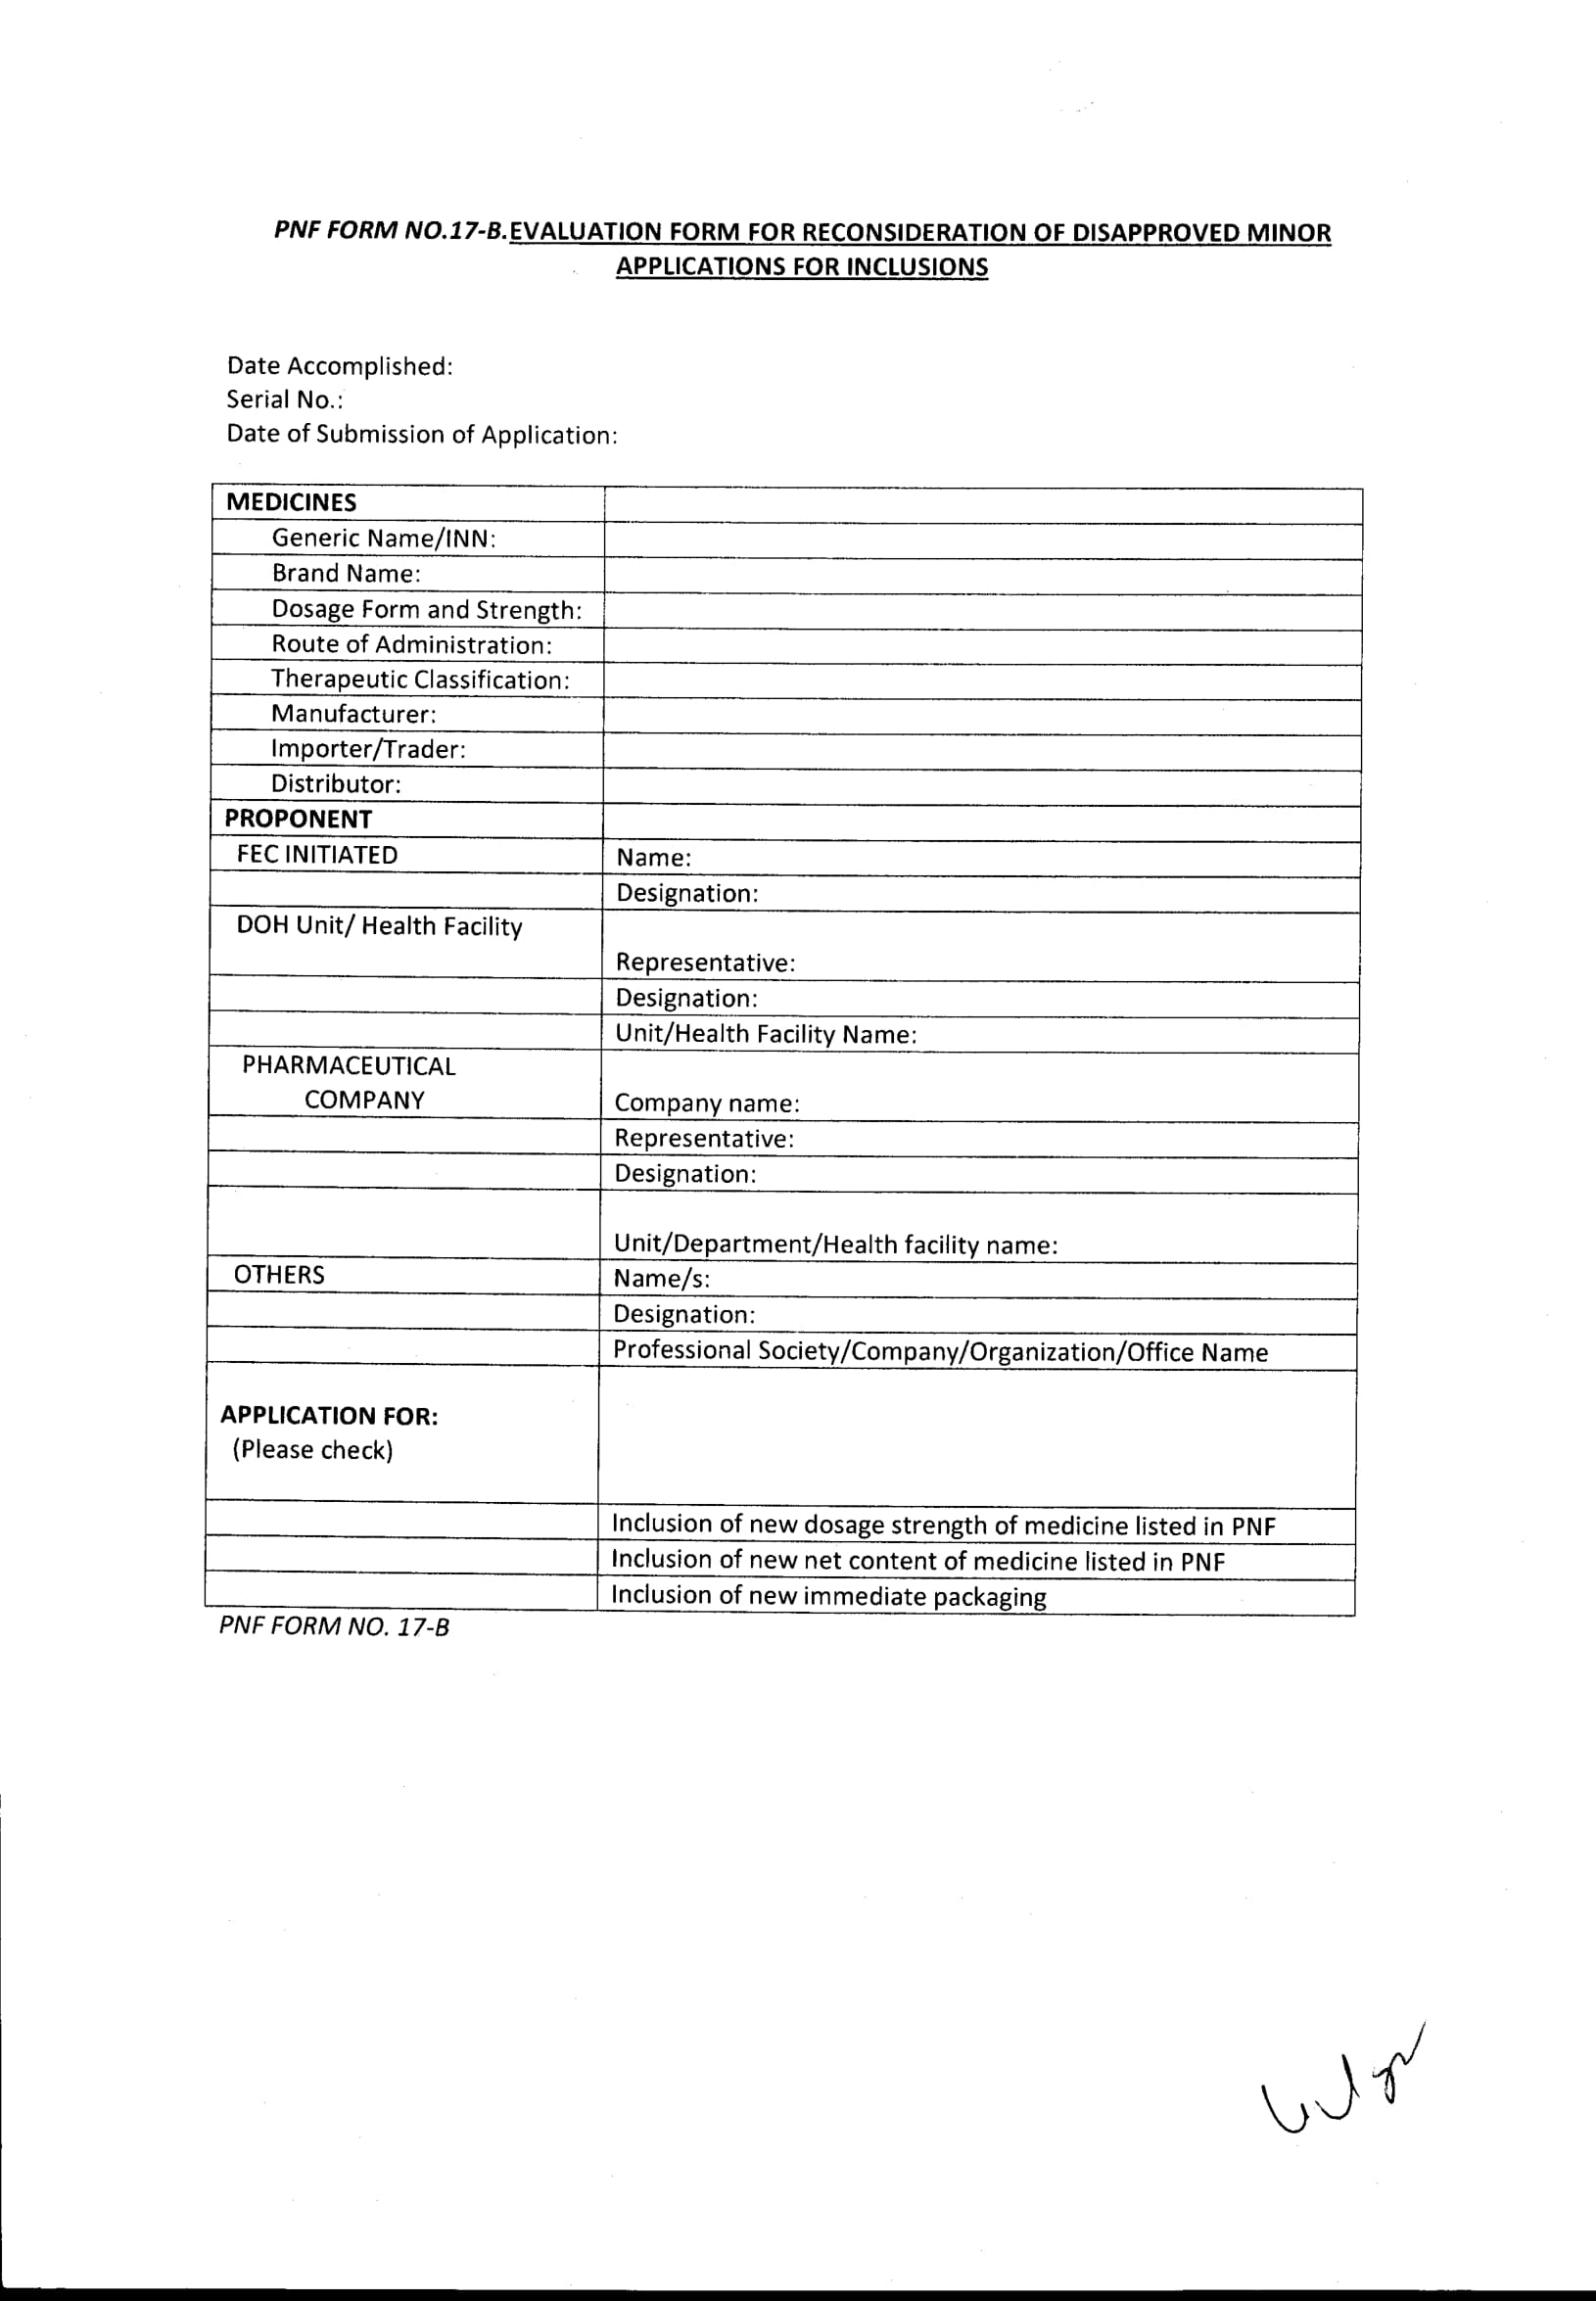 PNF FORM NO.17-B.EVALUATION FORM FOR RECONSIDERATION OF DISAPPROVED MINOR
APPLICATIONS FOR INCLUSIONS
Date Accomplished:
Serial No.:
Date of Submission of Application:
MEDICINES
Generic Name/INN:
Brand Name:
Dosage Form and Strength:
Route of Administration:
Therapeutic Classification:
Manufacturer:
Importer/Trader:
Distributor:
PROPONENT
FEC INITIATED Name:
Designation:
DOH Unit/ Health Facility
Representative:
Designation:
Unit/Health Facility Name:
PHARMACEUTICAL
COMPANY Company name:
Representative:
Designation:
Unit/Department/Health facility name:
OTHERS Name/s:
Designation:
Professional Society/Company/Organization/Office Name
APPLICATION FOR:
(Please check)
Inclusion of new dosage strength of medicine listed in PNF
Inclusion of new net content of medicine listed in PNF
Inclusion of new immediate packaging
PNF FORM NO. 17-B